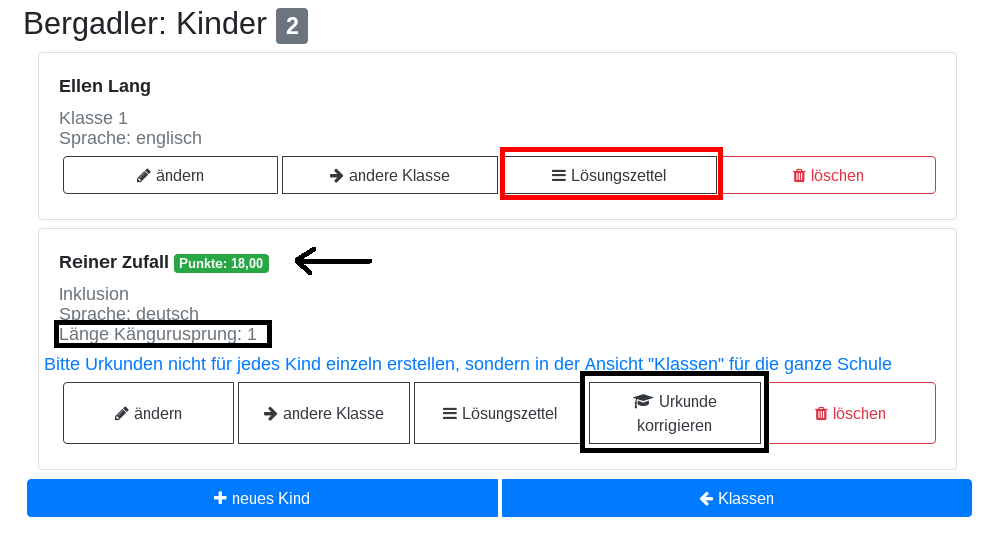 Bergadler: Kinder 2
Ellen Lang
Klasse 1
Sprache: englisch
ändern andere Klasse Lösungszettel löschen
Reiner Zufall Punkte: 18,00
Inklusion
Sprache: deutsch
Länge Kängurusprung: 1
Bitte Urkunden nicht für jedes Kind einzeln erstellen, sondern in der Ansicht "Klassen" für die ganze Schule
ändern andere Klasse Lösungszettel Urkunde korrigieren löschen
neues Kind Klassen